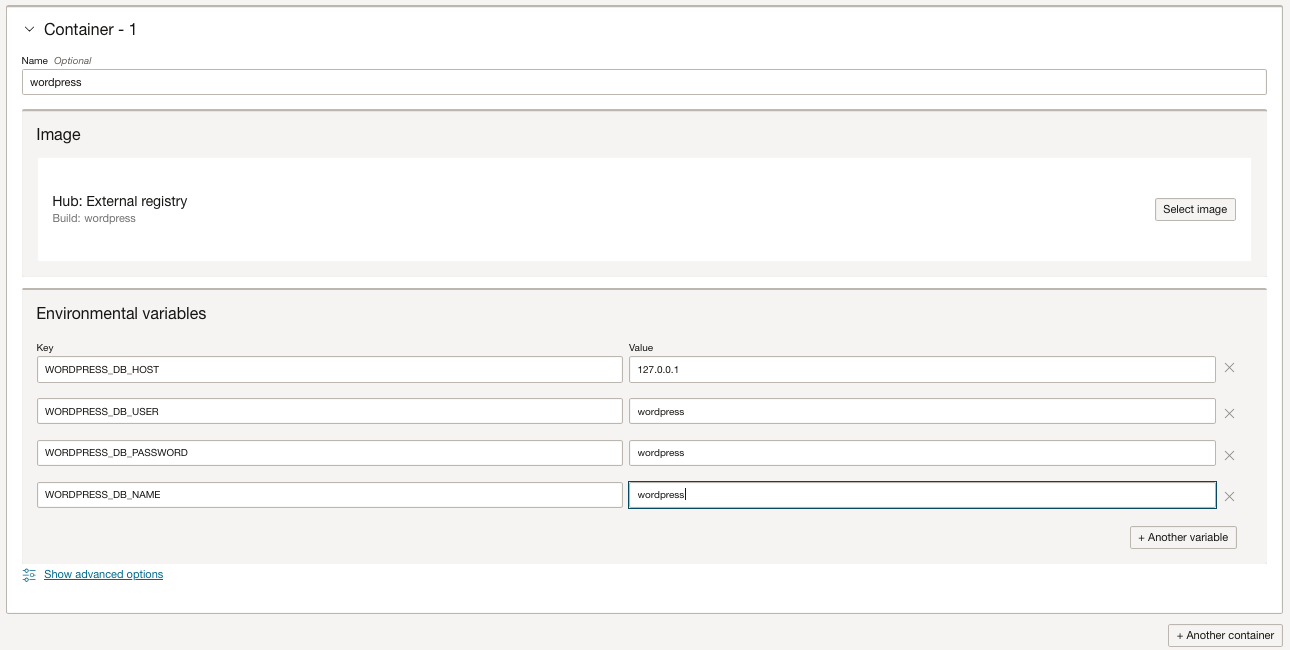 Container - 1
Name Optional
wordpress
Image
Hub: External registry
Build: wordpress
Select image
Environmental variables
Key Value
WORDPRESS_DB_HOST 127.0.0.1
WORDPRESS_DB_USER wordpress
WORDPRESS_DB_PASSWORD wordpress
WORDPRESS_DB_NAME wordpress
+ Another variable
Show advanced options
+ Another container